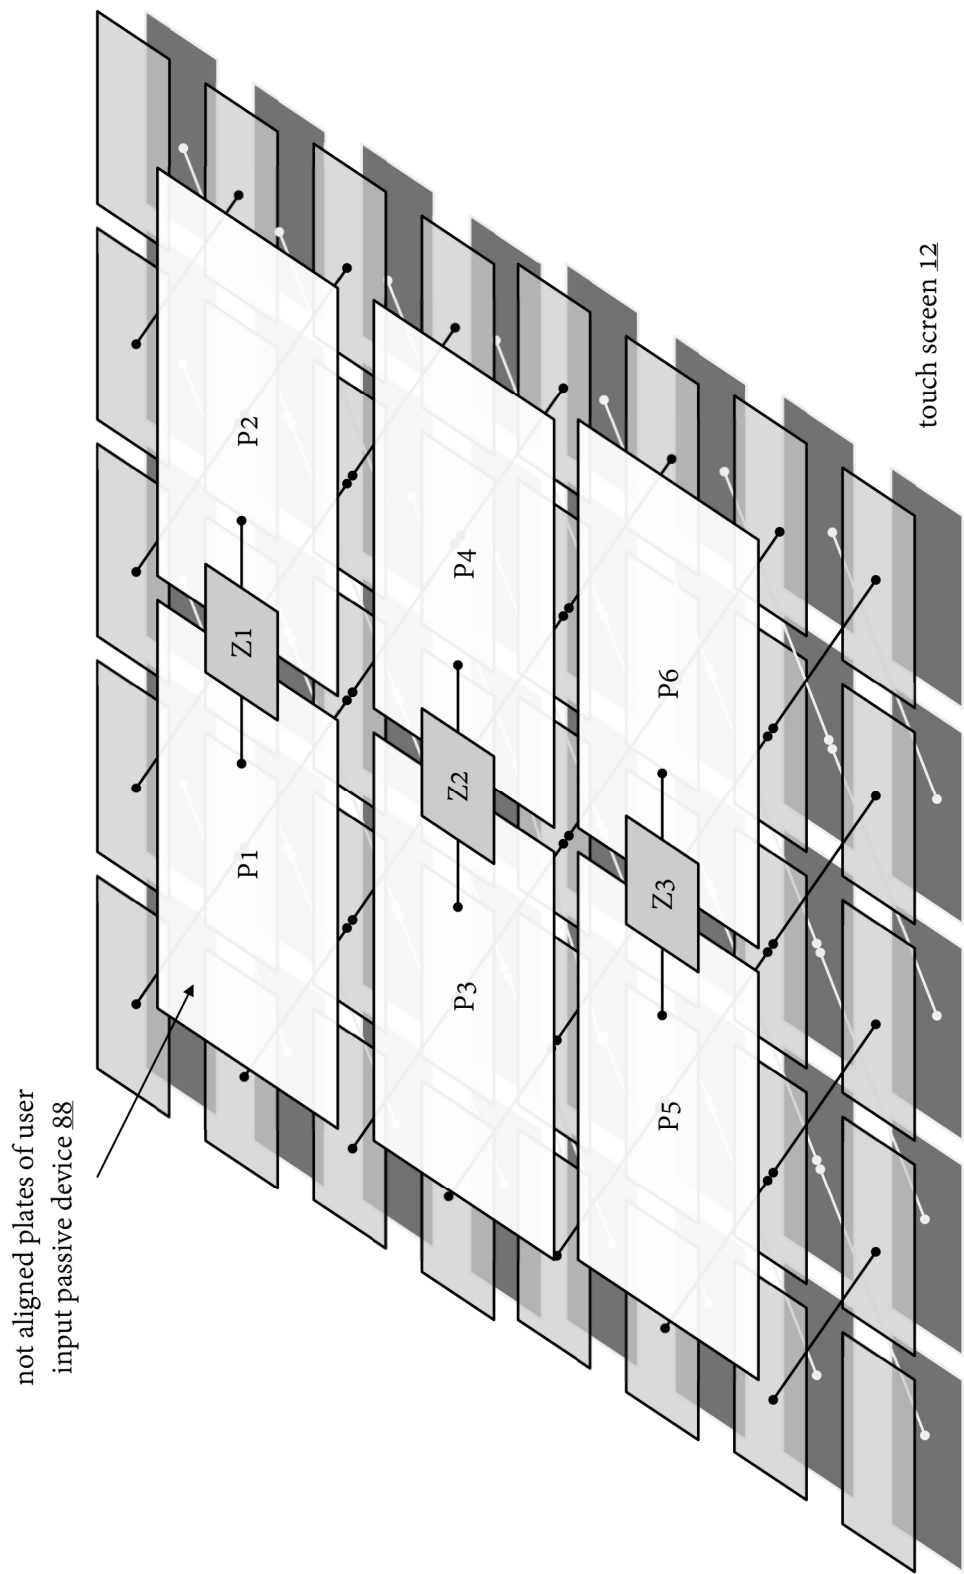 not aligned plates of user
input passive device 88
P1
Z1
P2
P3
Z2
P4
P5
Z3
P6
touch screen 12